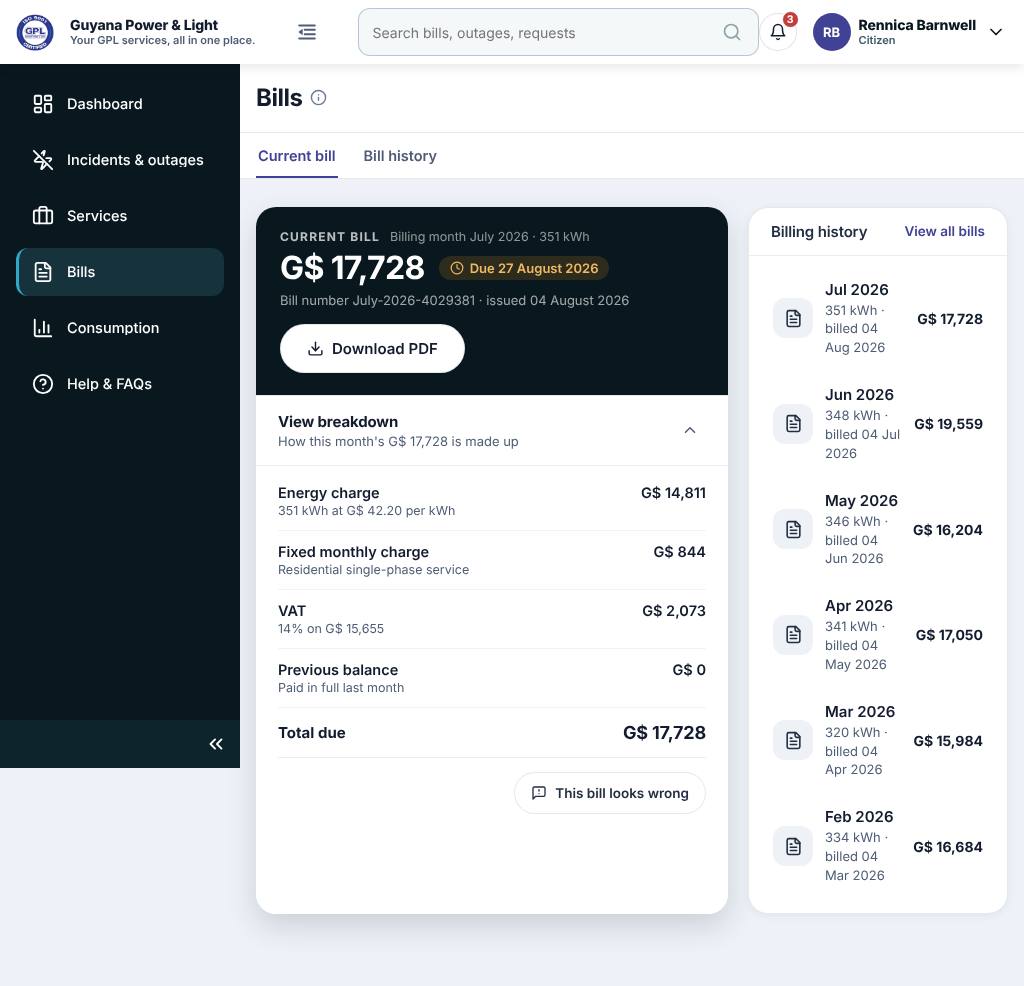 GPL
Guyana Power & Light
Your GPL services, all in one place.
Search bills, outages, requests
3
RB
Rennica Barnwell
Citizen
Dashboard
Incidents & outages
Services
Bills
Consumption
Help & FAQs
Bills
Current bill
Bill history
CURRENT BILL Billing month July 2026 · 351 kWh
G$ 17,728 Due 27 August 2026
Bill number July-2026-4029381 · issued 04 August 2026
Download PDF
View breakdown
How this month's G$ 17,728 is made up
Energy charge G$ 14,811
351 kWh at G$ 42.20 per kWh
Fixed monthly charge G$ 844
Residential single-phase service
VAT G$ 2,073
14% on G$ 15,655
Previous balance G$ 0
Paid in full last month
Total due G$ 17,728
This bill looks wrong
Billing history View all bills
Jul 2026
351 kWh ·
billed 04
Aug 2026
G$ 17,728
Jun 2026
348 kWh ·
billed 04 Jul
2026
G$ 19,559
May 2026
346 kWh ·
billed 04
Jun 2026
G$ 16,204
Apr 2026
341 kWh ·
billed 04
May 2026
G$ 17,050
Mar 2026
320 kWh ·
billed 04
Apr 2026
G$ 15,984
Feb 2026
334 kWh ·
billed 04
Mar 2026
G$ 16,684